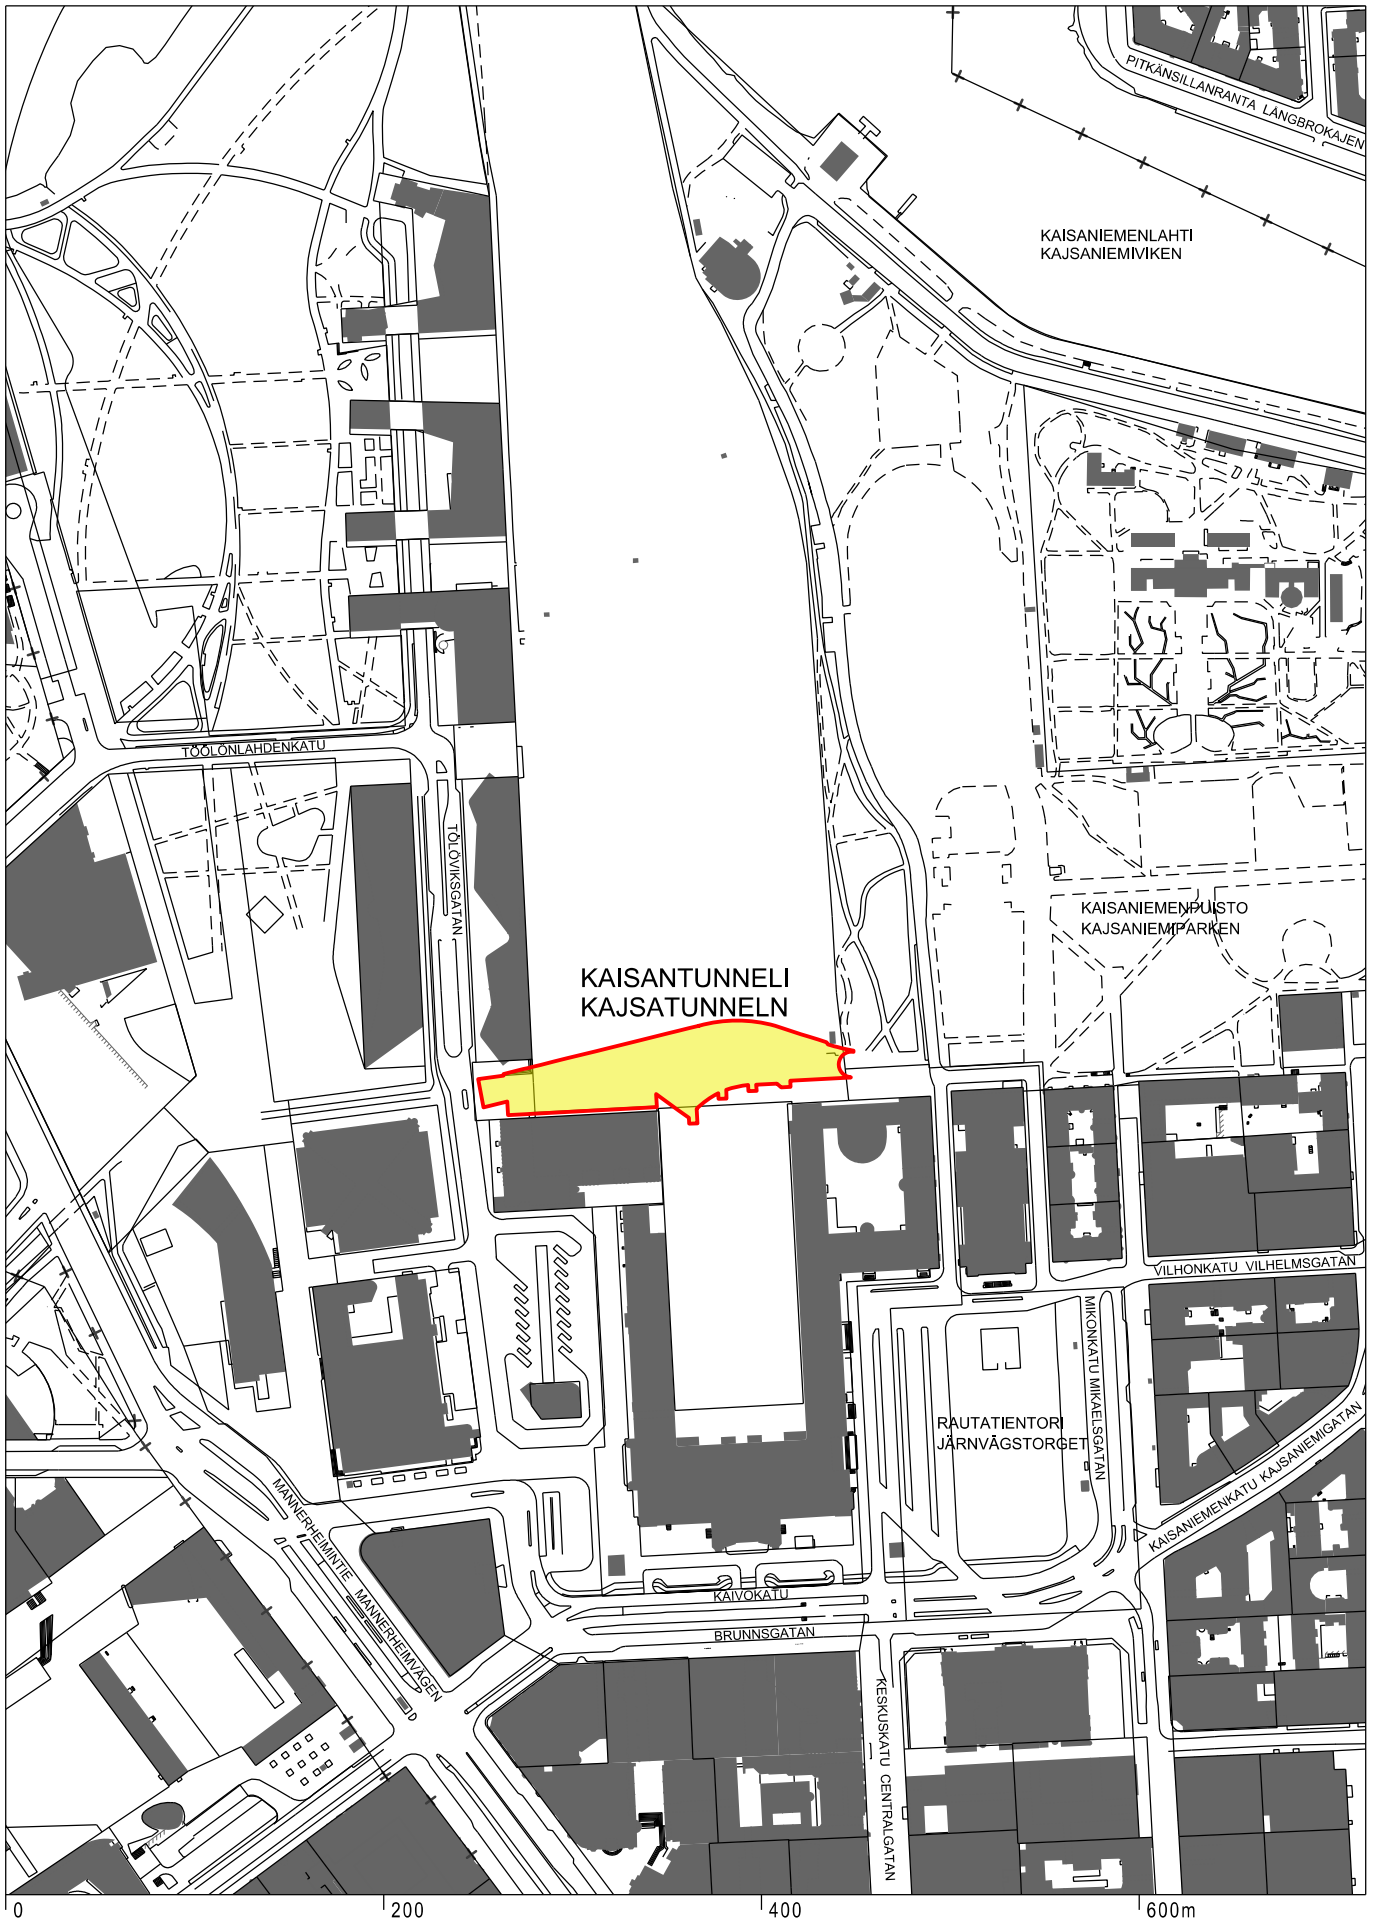 PITKÄNSILLANRANTA LÅNGBROKAJEN
KAISANIEMENLAHTI
KAJSANIEMIVIKEN
TÖÖLÖNLAHDENKATU
TÖLÖVIKSGATAN
KAISANIEMENPUISTO
KAJSANIEMIPARKEN
KAISANTUNNELI
KAJSATUNNELN
VILHONKATU VILHELMSGATAN
MIKONKATU MIKAELSGATAN
RAUTATIENTORI
JÄRNVÄGSTORGET
KAISANIEMENKATU KAJSANIEMIGATAN
MANNERHEIMINTIE MANNERHEIMVÄGEN
KAIVOKATU
BRUNNSGATAN
KESKUSKATU CENTRALGATAN
0 200 400 600m